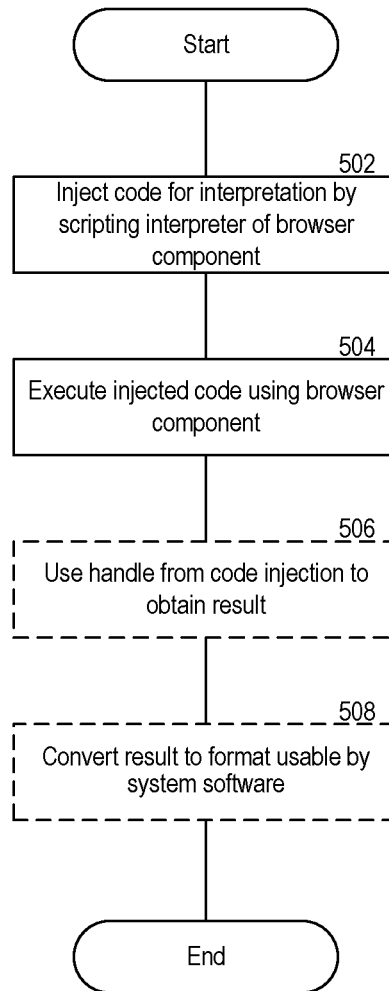 Start
502
Inject code for interpretation by
scripting interpreter of browser
component
504
Execute injected code using browser
component
506
Use handle from code injection to
obtain result
508
Convert result to format usable by
system software
End